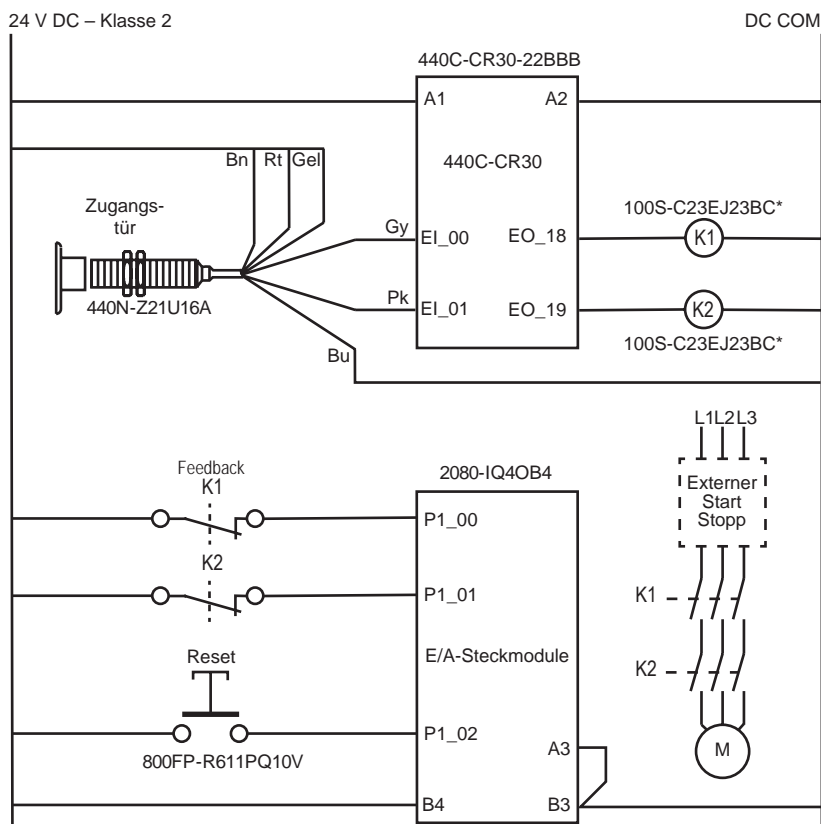 24 V DC – Klasse 2
DC COM
440C-CR30-22BBB
A1
A2
Bn
Rt
Gel
440C-CR30
Zugangs-
tür
100S-C23EJ23BC*
Gy
EI_00
EO_18
K1
440N-Z21U16A
Pk
EI_01
EO_19
K2
100S-C23EJ23BC*
Bu
L1L2L3
Feedback
K1
2080-IQ4OB4
Externer
Start
Stopp
P1_00
K2
P1_01
K1
Reset
E/A-Steckmodule
K2
P1_02
A3
M
800FP-R611PQ10V
B4
B3